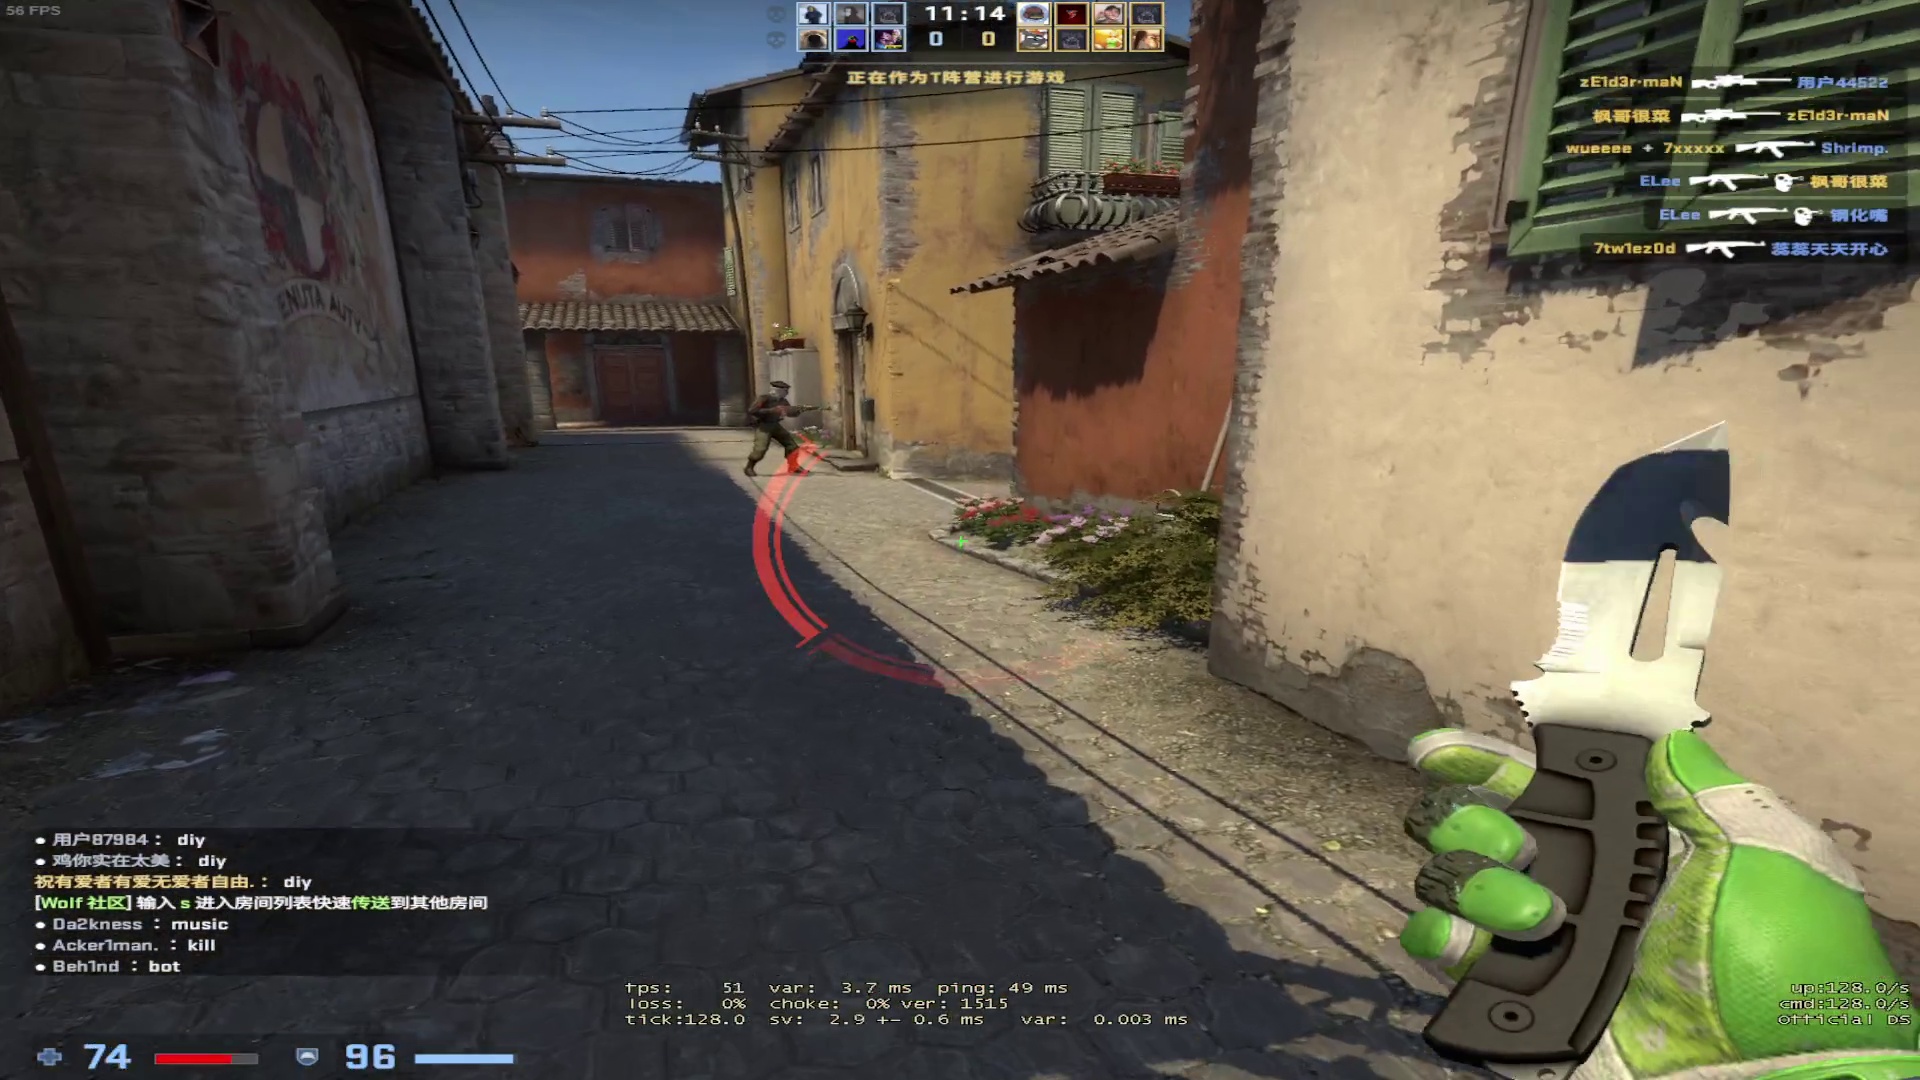 56 FPS
11:14
0 0
正在作为T阵营进行游戏
zE1d3r·maN 用户44522
枫哥很菜 zE1d3r·maN
wueeee + 7xxxxx Shrimp.
ELee 枫哥很菜
ELee 钢化嘴
7tw1ez0d 蕊蕊天天开心
ENUTA AUTV
用户87984： diy
鸡你实在太美： diy
祝有爱者有爱无爱者自由.： diy
[Wolf 社区] 输入 s 进入房间列表快速传送到其他房间
Da2kness： music
Acker1man.： kill
Beh1nd： bot
fps: 51 var: 3.7 ms ping: 49 ms
loss: 0% choke: 0% ver: 1515
tick:128.0 sv: 2.9 +- 0.6 ms var: 0.003 ms
up:128.0/s
cmd:128.0/s
Official DS
74 96